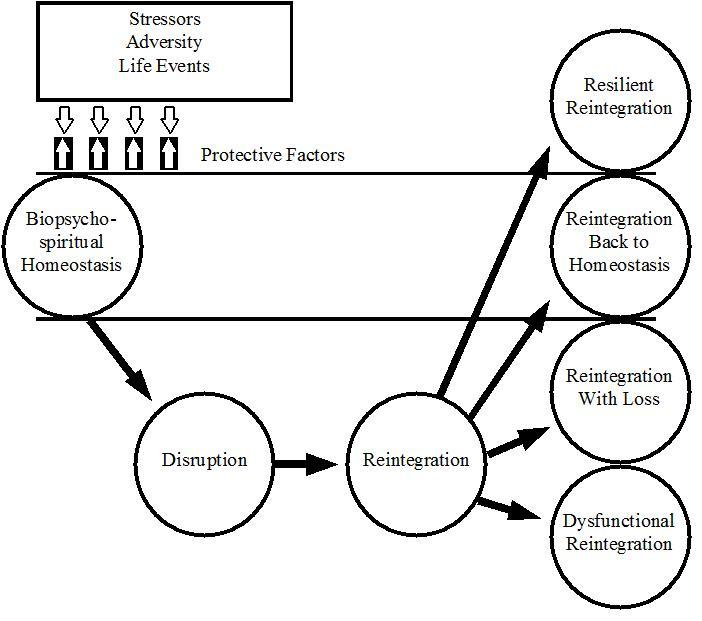 Stressors
Adversity
Life Events
Protective Factors
Biopsycho-
spiritual
Homeostasis
Disruption
Reintegration
Resilient
Reintegration
Reintegration
Back to
Homeostasis
Reintegration
With Loss
Dysfunctional
Reintegration